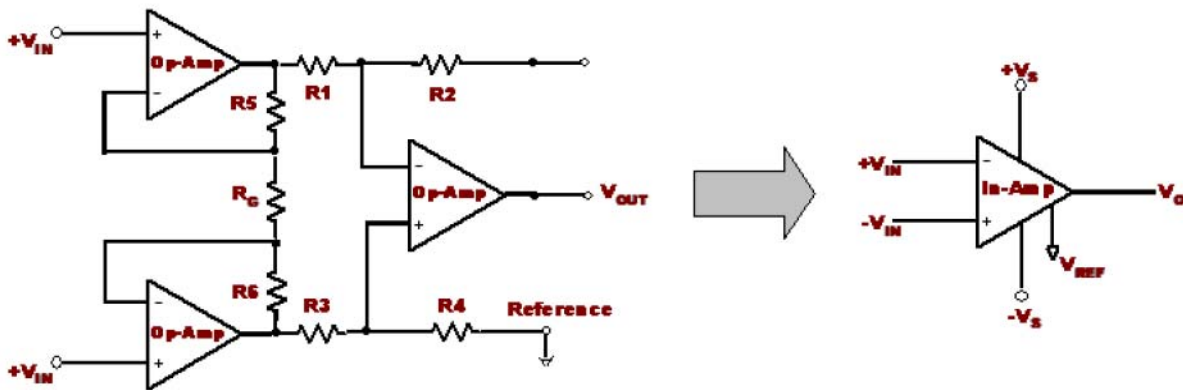 +VIN
+
Op-Amp
-
R1
R2
R5
RG
-
Op-Amp
+
VOUT
R6
-
Op-Amp
+
R3
R4
Reference
+VIN
+VS
+VIN
-
In-Amp
VO
-VIN
+
VREF
-VS